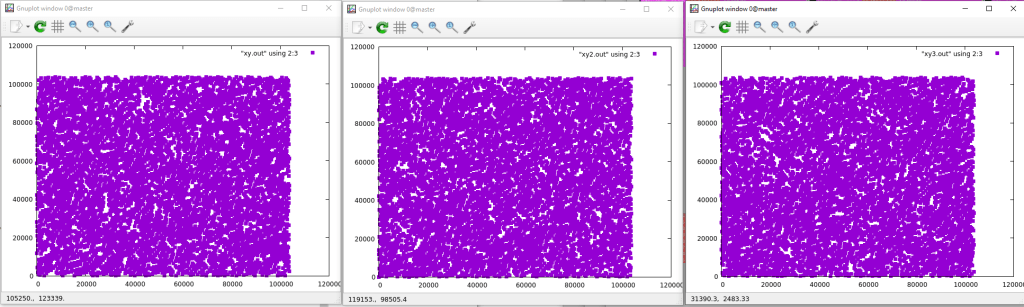 Gnuplot window 0@master
120000
"xy.out" using 2:3
100000
80000
60000
40000
20000
0
0 20000 40000 60000 80000 100000 120000
105250., 123339.
Gnuplot window 0@master
120000
"xy2.out" using 2:3
100000
80000
60000
40000
20000
0
0 20000 40000 60000 80000 100000 120000
119153., 98505.4
Gnuplot window 0@master
120000
"xy3.out" using 2:3
100000
80000
60000
40000
20000
0
0 20000 40000 60000 80000 100000 12000
31390.3, 2483.33